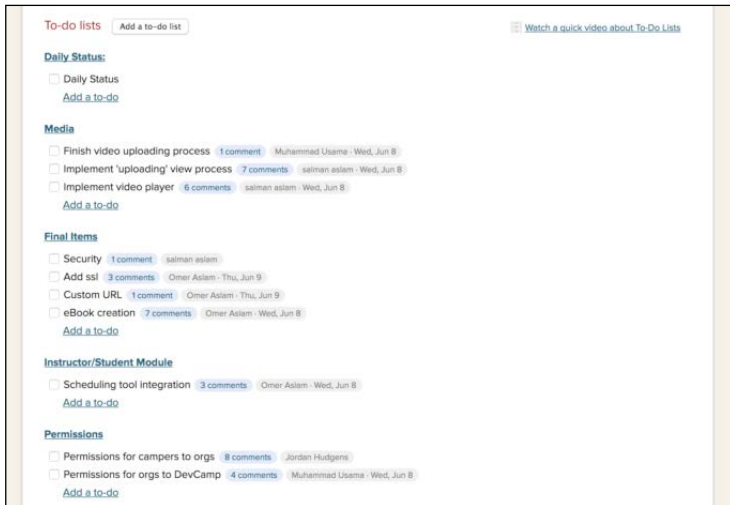 To-do lists Add a to-do list Watch a quick video about To-Do Lists
Daily Status:
Daily Status
Add a to-do
Media
Finish video uploading process 1 comment Muhammad Usama · Wed, Jun 8
Implement 'uploading' view process 7 comments salman aslam · Wed, Jun 8
Implement video player 6 comments salman aslam · Wed, Jun 8
Add a to-do
Final Items
Security 1 comment salman aslam
Add ssl 3 comments Omer Aslam · Thu, Jun 9
Custom URL 1 comment Omer Aslam · Thu, Jun 9
eBook creation 7 comments Omer Aslam · Wed, Jun 8
Add a to-do
Instructor/Student Module
Scheduling tool integration 3 comments Omer Aslam · Wed, Jun 8
Add a to-do
Permissions
Permissions for campers to orgs 8 comments Jordan Hudgens
Permissions for orgs to DevCamp 4 comments Muhammad Usama · Wed, Jun 8
Add a to-do